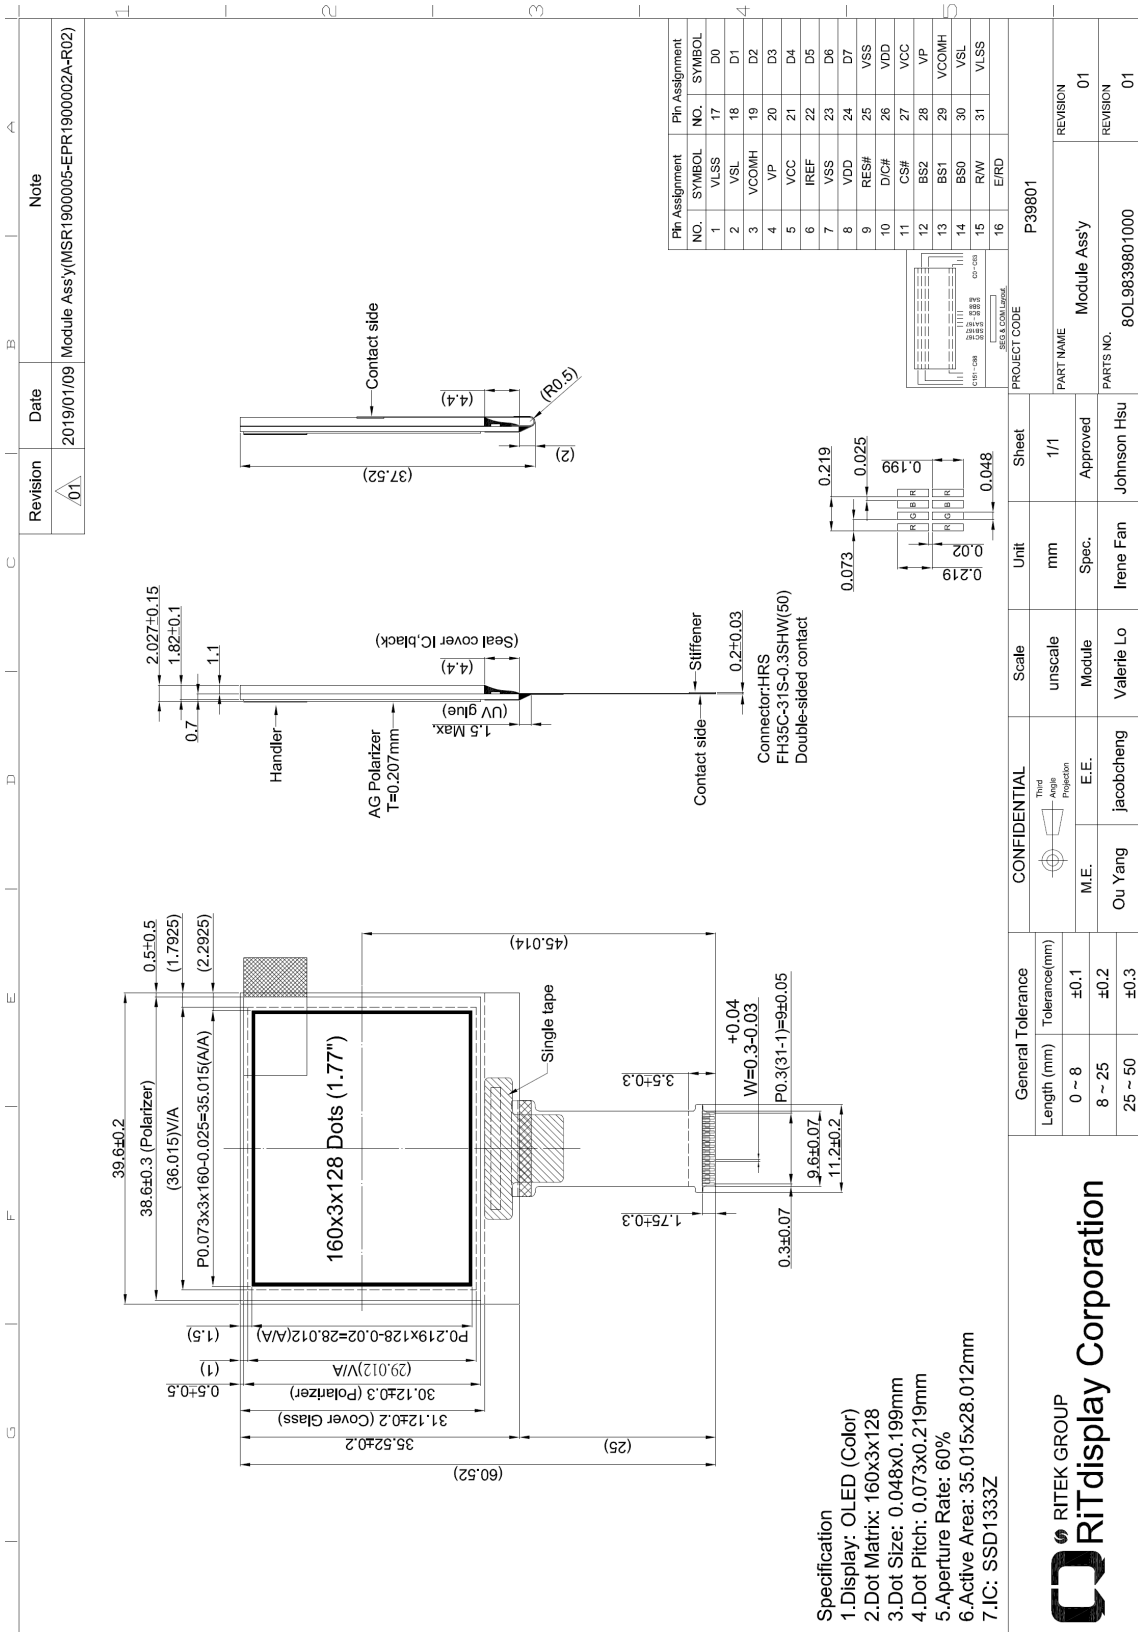 Revision Date Note
01 2019/01/09 Module Ass'y(MSR1900005-EPR1900002A-R02)
1 2 3 4 5
A B C D E F G
39.6±0.2
38.6±0.3 (Polarizer)
(36.015)V/A
P0.073x3x160-0.025=35.015(A/A)
0.5±0.5
(1.7925)
(2.2925)
160x3x128 Dots (1.77")
(1.5)
(1)
0.5±0.5
P0.219x128-0.02=28.012(A/A)
(29.012)V/A
30.12±0.3 (Polarizer)
31.12±0.2 (Cover Glass)
35.52±0.2
(60.52)
(25)
(45.014)
Single tape
3.5±0.3
1.75±0.3
0.3±0.07
9.6±0.07
11.2±0.2
+0.04
W=0.3-0.03
P0.3(31-1)=9±0.05
2.027±0.15
1.82±0.1
1.1
0.7
Handler
AG Polarizer
T=0.207mm
1.5 Max.
(UV glue)
(4.4)
(Seal cover IC,black)
Contact side
Stiffener
0.2±0.03
Connector:HRS
FH35C-31S-0.3SHW(50)
Double-sided contact
(37.52)
Contact side
(4.4)
(R0.5)
(2)
0.219
0.073
0.025
0.199
0.048
0.02
0.219
R G B R
R G B R
C151~C88
SC167
SB167
SA167
~
SC8
SB8
SA8
C0~C63
SEG & COM Layout
Pin Assignment Pin Assignment
NO. SYMBOL NO. SYMBOL
1 VLSS 17 D0
2 VSL 18 D1
3 VCOMH 19 D2
4 VP 20 D3
5 VCC 21 D4
6 IREF 22 D5
7 VSS 23 D6
8 VDD 24 D7
9 RES# 25 VSS
10 D/C# 26 VDD
11 CS# 27 VCC
12 BS2 28 VP
13 BS1 29 VCOMH
14 BS0 30 VSL
15 R/W 31 VLSS
16 E/RD
Specification
1.Display: OLED (Color)
2.Dot Matrix: 160x3x128
3.Dot Size: 0.048x0.199mm
4.Dot Pitch: 0.073x0.219mm
5.Aperture Rate: 60%
6.Active Area: 35.015x28.012mm
7.IC: SSD1333Z
RITEK GROUP
RiTdisplay Corporation
General Tolerance
Length (mm) Tolerance(mm)
0 ~ 8 ±0.1
8 ~ 25 ±0.2
25 ~ 50 ±0.3
CONFIDENTIAL
Third
Angle
Projection
M.E. E.E.
Ou Yang jacobcheng
Scale Unit Sheet
unscale mm 1/1
Module Spec. Approved
Valerie Lo Irene Fan Johnson Hsu
PROJECT CODE
P39801
PART NAME
Module Ass'y
REVISION
01
PARTS NO.
8OL9839801000
REVISION
01